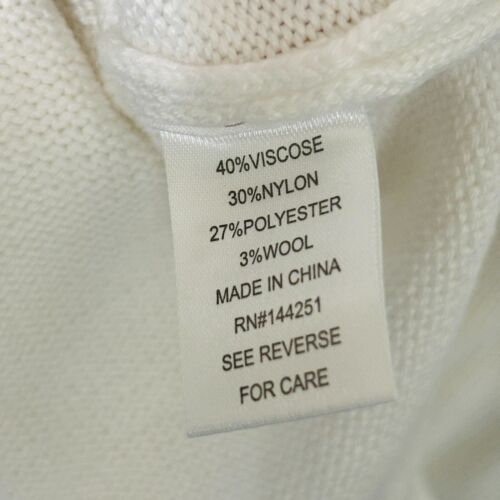 40%VISCOSE
30%NYLON
27%POLYESTER
3%WOOL
MADE IN CHINA
RN#144251
SEE REVERSE
FOR CARE